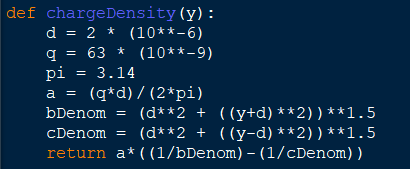 def chargeDensity(y):
    d = 2 * (10**-6)
    q = 63 * (10**-9)
    pi = 3.14
    a = (q*d)/(2*pi)
    bDenom = (d**2 + ((y+d)**2))**1.5
    cDenom = (d**2 + ((y-d)**2))**1.5
    return a*((1/bDenom)-(1/cDenom))